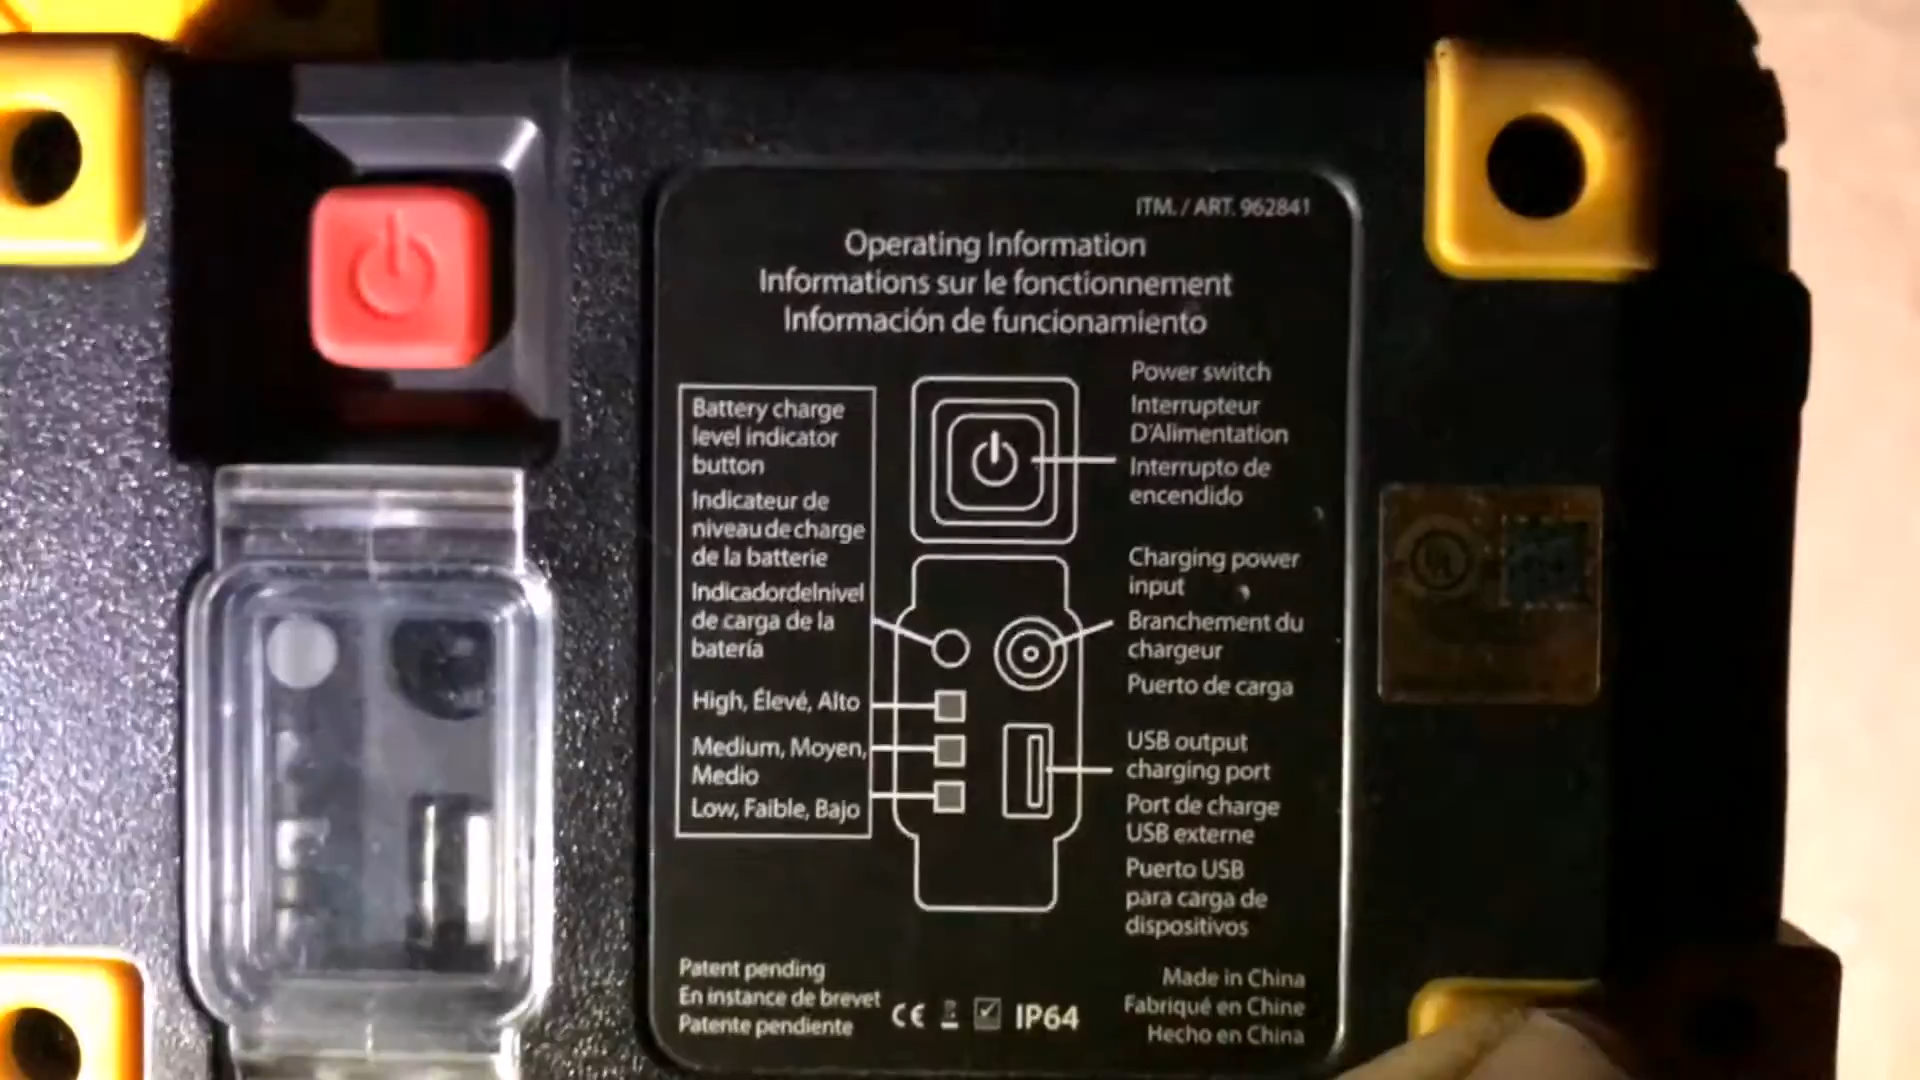 ITM. / ART. 962841
Operating Information
Informations sur le fonctionnement
Información de funcionamiento
Battery charge
level indicator
button
Indicateur de
niveau de charge
de la batterie
Indicadordelnivel
de carga de la
batería
High, Élevé, Alto
Medium, Moyen,
Medio
Low, Faible, Bajo
Power switch
Interrupteur
D'Alimentation
Interrupto de
encendido
Charging power
input
Branchement du
chargeur
Puerto de carga
USB output
charging port
Port de charge
USB externe
Puerto USB
para carga de
dispositivos
Patent pending
En instance de brevet
Patente pendiente
CE
IP64
Made in China
Fabriqué en Chine
Hecho en China
UL